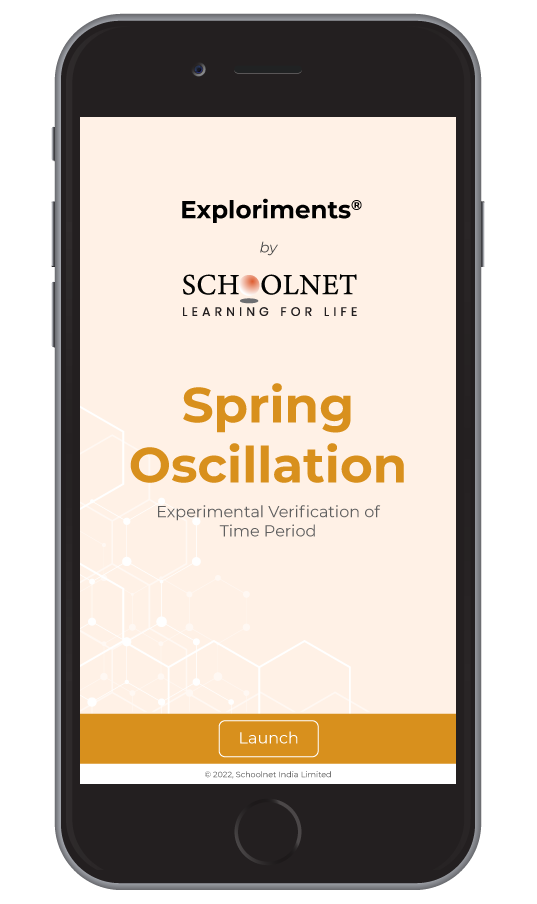 Exploriments®
by
SCHOOLNET
LEARNING FOR LIFE
Spring
Oscillation
Experimental Verification of
Time Period
Launch
© 2022, Schoolnet India Limited